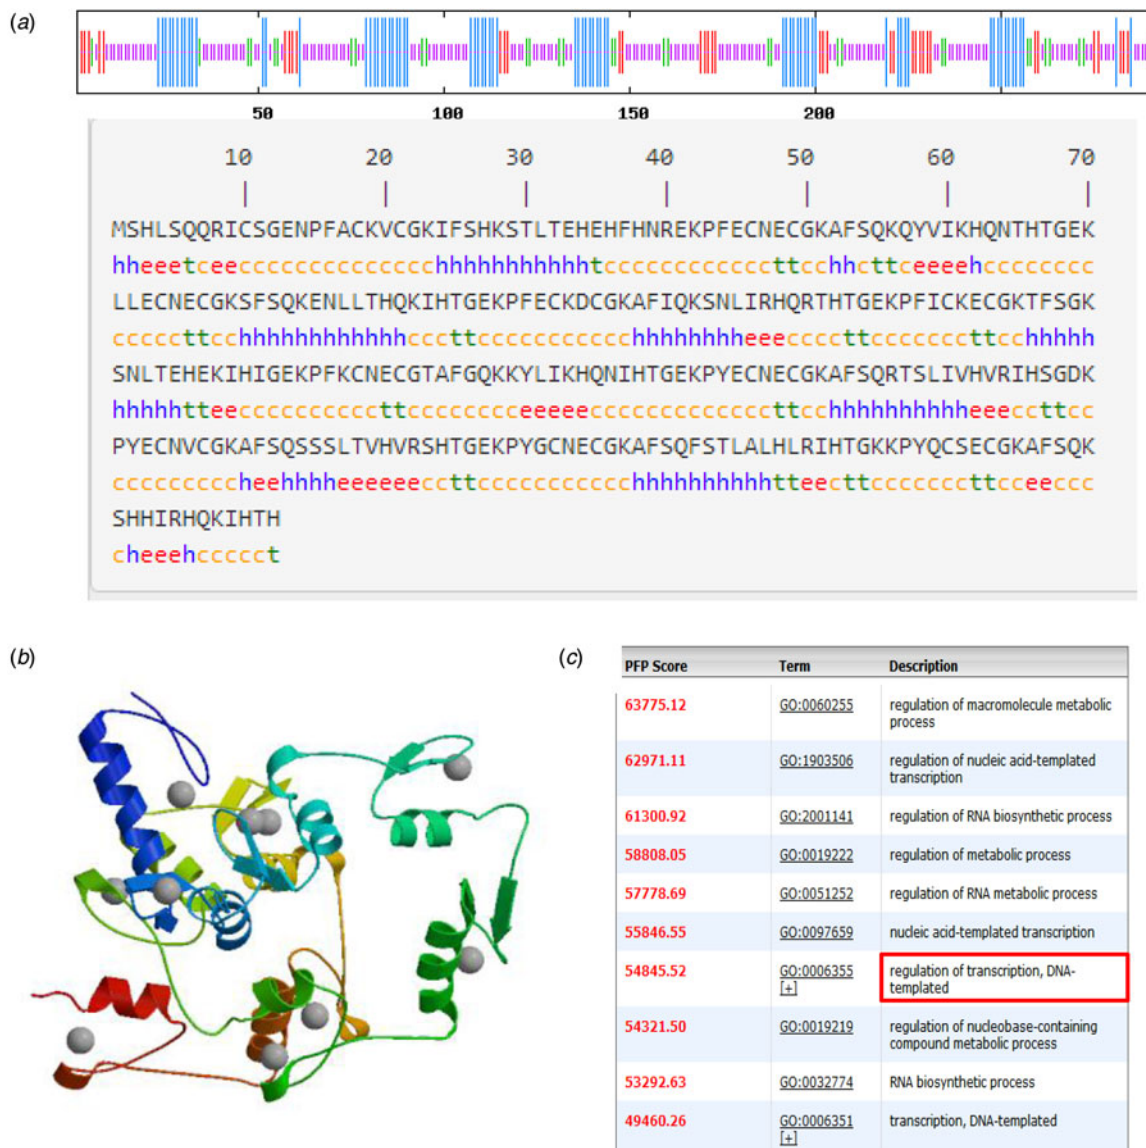 (a)
50 100 150 200
10 20 30 40 50 60 70
MSHLSQQRICSGENPFACKVCGKIFSHKSTLTEHEHFHNREKPFECNECGKAFSQKQYVIKHQNTHTGEK
hheeetceecccccccccccccchhhhhhhhhhhtccccccccccccttcchhcttceeeehcccccccc
LLECNECGKSFSQKENLLTHQKIHTGEKPFECKDCGKAFIQKSNLIRHQRTHTGEKPFICKECGKTFSGK
cccccttcchhhhhhhhhhhhcccttccccccccccchhhhhhhheeeccccttcccccccttcchhhhh
SNLTEHEKIHIGEKPFKCNECGTAFGQKKYLIKHQNIHTGEKPYECNECGKAFSQRTSLIVHVRIHSGDK
hhhhhtteeccccccccccttcccccccceeeeecccccccccccccttcchhhhhhhhhheeeccttcc
PYECNVCGKAFSQSSSLTVHVRSHTGEKPYGCNECGKAFSQFSTLALHLRIHTGKKPYQCSECGKAFSQK
ccccccccceehhhheeeeeeccttccccccccccchhhhhhhhhhtteecttcccccccttcceeccc
SHHIRHQKIHTH
cheeehccccct
(b)
(c)
PFP Score Term Description
63775.12 GO:0060255 regulation of macromolecule metabolic
process
62971.11 GO:1903506 regulation of nucleic acid-templated
transcription
61300.92 GO:2001141 regulation of RNA biosynthetic process
58808.05 GO:0019222 regulation of metabolic process
57778.69 GO:0051252 regulation of RNA metabolic process
55846.55 GO:0097659 nucleic acid-templated transcription
54845.52 GO:0006355 regulation of transcription, DNA-
[+] templated
54321.50 GO:0019219 regulation of nucleobase-containing
compound metabolic process
53292.63 GO:0032774 RNA biosynthetic process
49460.26 GO:0006351 transcription, DNA-templated
[+]